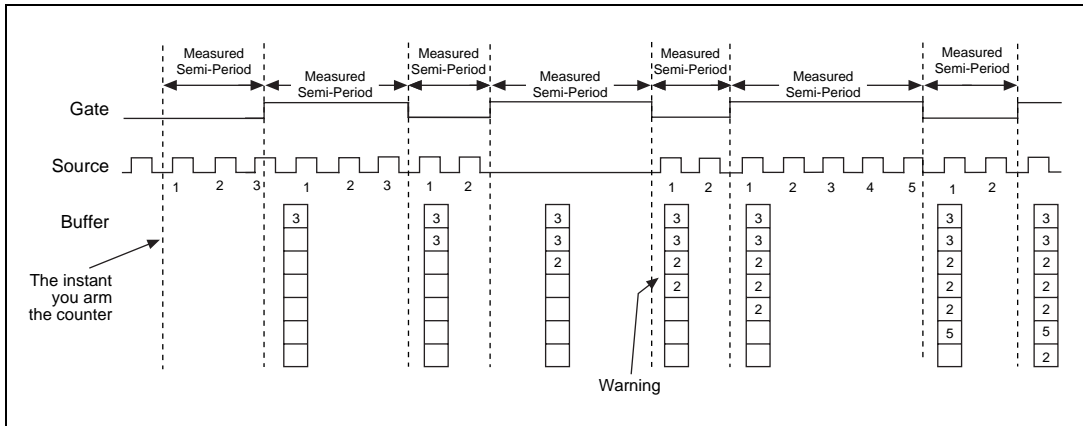 Measured
Semi-Period
Measured
Semi-Period
Measured
Semi-Period
Measured
Semi-Period
Measured
Semi-Period
Measured
Semi-Period
Measured
Semi-Period
Gate
Source
1 2 3 1 2 3 1 2 1 2 1 2 3 4 5 1 2
Buffer
3 3 3 3 3 3 3
3 3 3 3 3 3
2 2 2 2 2
2 2 2 2
2 2 2
5 5
2
The instant
you arm
the counter
Warning